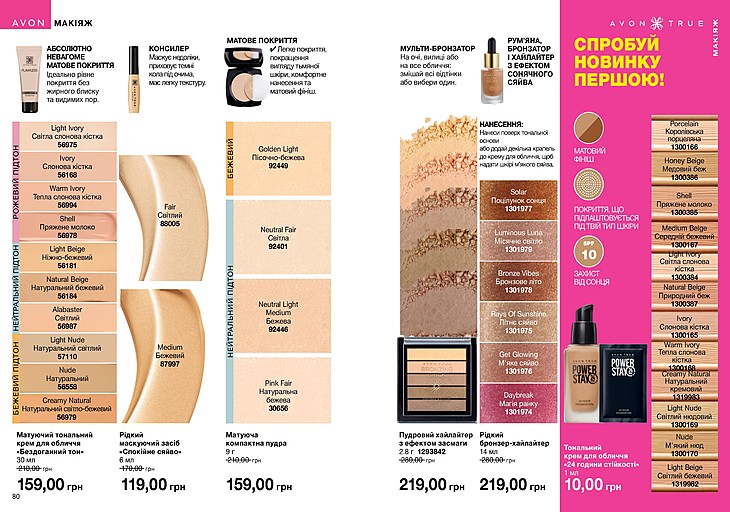 AVON МАКІЯЖ
АБСОЛЮТНО
НЕВАГОМЕ
МАТОВЕ ПОКРИТТЯ
Ідеально рівне
покриття без
жирного блиску
та видимих пор.
КОНСИЛЕР
Маскує недоліки,
приховує темні
кола під очима,
має легку текстуру.
МАТОВЕ ПОКРИТТЯ
✔ Легке покриття,
покращення
вигляду тьмяної
шкіри, комфортне
нанесення та
матовий фініш.
РОЖЕВИЙ ПІДТОН
Light Ivory
Світла слонова кістка
56975
Ivory
Слонова кістка
56168
Warm Ivory
Тепла слонова кістка
56994
Shell
Пряжене молоко
56978
НЕЙТРАЛЬНИЙ ПІДТОН
Light Beige
Ніжно-бежевий
56181
Natural Beige
Натуральний бежевий
56184
Alabaster
Світлий
56987
БЕЖЕВИЙ ПІДТОН
Light Nude
Натуральний світлий
57110
Nude
Натуральний
56558
Creamy Natural
Натуральний світло-бежевий
56979
Fair
Світлий
88005
Medium
Бежевий
87997
БЕЖЕВИЙ
Golden Light
Пісочно-бежева
92449
НЕЙТРАЛЬНИЙ ПІДТОН
Neutral Fair
Світла
92401
Neutral Light
Medium
Бежева
92446
Pink Fair
Натуральна
бежева
30656
Матуючий тональний
крем для обличчя
«Бездоганний тон»
30 мл
210,00 грн
159,00 грн
Рідкий
маскуючий засіб
«Спокійне сяйво»
6 мл
170,00 грн
119,00 грн
Матуюча
компактна пудра
9 г
210,00 грн
159,00 грн
80
МУЛЬТИ-БРОНЗАТОР
На очі, вилиці або
на все обличчя:
змішай всі відтінки
або вибери один.
РУМ'ЯНА,
БРОНЗАТОР
І ХАЙЛАЙТЕР
З ЕФЕКТОМ
СОНЯЧНОГО
СЯЙВА
НАНЕСЕННЯ:
Нанеси поверх тональної
основи
або додай декілька крапель
до крему для обличчя, щоб
надати шкірі м'якого сяйва.
Solar
Поцілунок сонця
1301977
Luminous Luna
Місячне світло
1301979
Bronze Vibes
Бронзове літо
1301978
Rays Of Sunshine
Літнє сяйво
1301975
Get Glowing
М'яке сяйво
1301976
Daybreak
Магія ранку
1301974
BRONZING
Пудровий хайлайтер
з ефектом засмаги
2.8 г 1293842
280,00 грн
219,00 грн
Рідкий
бронзер-хайлайтер
14 мл
280,00 грн
219,00 грн
AVON TRUE
МАКІЯЖ
СПРОБУЙ
НОВИНКУ
ПЕРШОЮ!
МАТОВИЙ
ФІНІШ
ПОКРИТТЯ, ЩО
ПІДЛАШТОВУЄТЬСЯ
ПІД ТВІЙ ТИП ШКІРИ
SPF
10
ЗАХИСТ
ВІД СОНЦЯ
POWER
STAY
POWER
STAY
Porcelain
Королівська
порцеляна
1300166
Honey Beige
Медовий беж
1300386
Shell
Пряжене молоко
1300385
Medium Beige
Середній бежевий
1300167
Light Ivory
Світла слонова
кістка
1300384
Natural Beige
Природний беж
1300387
Ivory
Слонова кістка
1300165
Warm Ivory
Тепла слонова
кістка
1300168
Creamy Natural
Натуральний
кремовий
1319983
Light Nude
Світлий нюдовий
1300169
Nude
М'який нюд
1300170
Light Beige
Світлий бежевий
1319982
Тональний
крем для обличчя
«24 години стійкості»
1 мл
10,00 грн